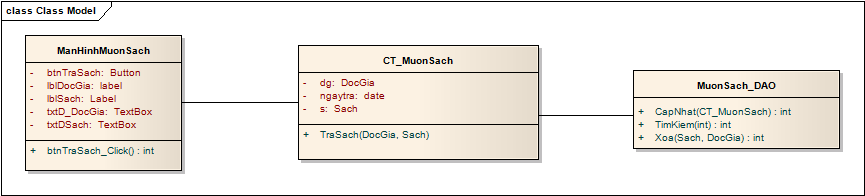 class Class Model
ManHinhMuonSach
- btnTraSach: Button
- lblDocGia: label
- lblSach: Label
- txtD_DocGia: TextBox
- txtDSach: TextBox
+ btnTraSach_Click() : int
CT_MuonSach
- dg: DocGia
- ngaytra: date
- s: Sach
+ TraSach(DocGia, Sach)
MuonSach_DAO
+ CapNhat(CT_MuonSach) : int
+ TimKiem(int) : int
+ Xoa(Sach, DocGia) : int